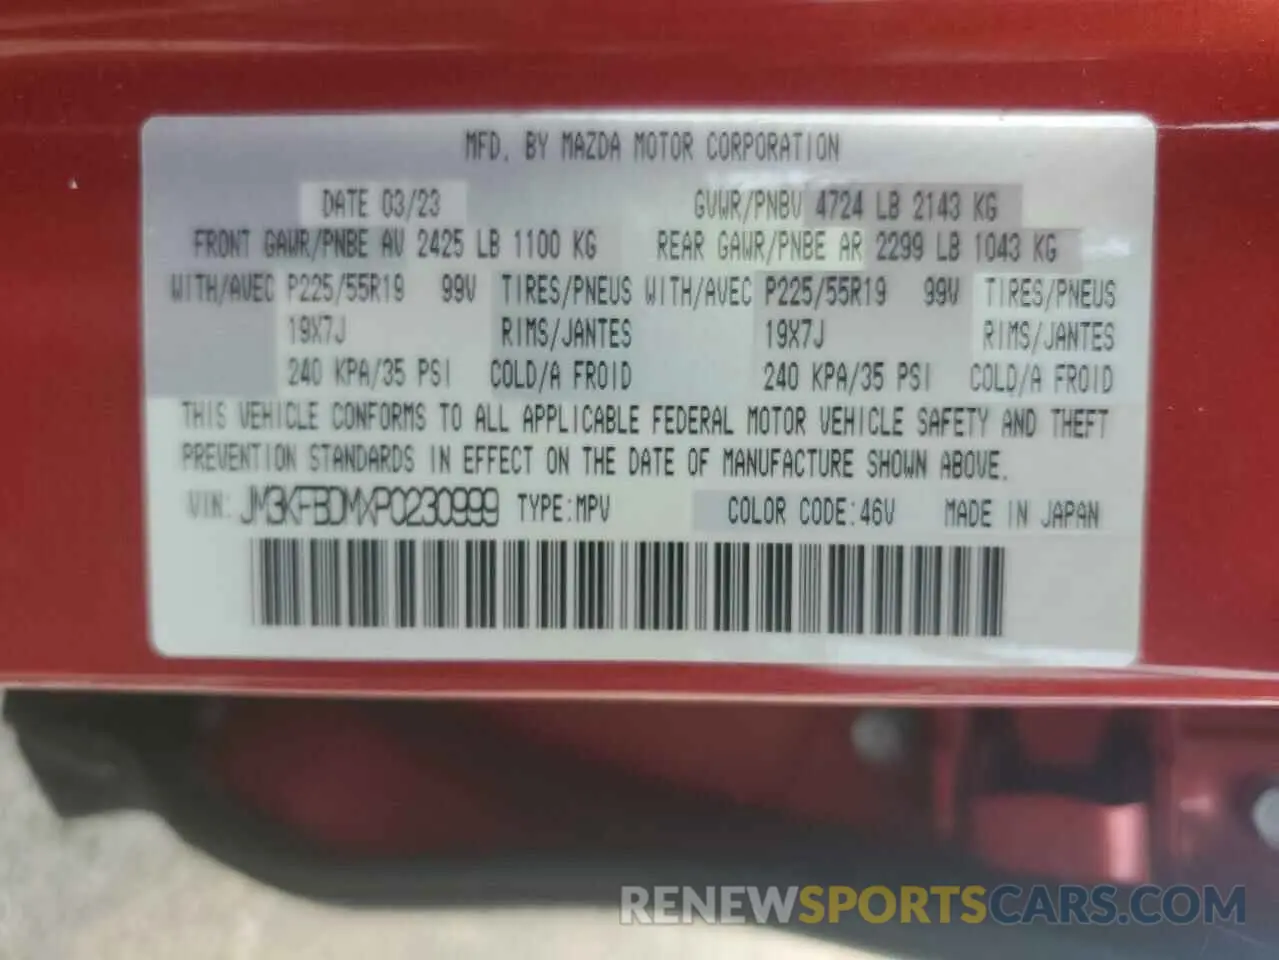 MFD. BY MAZDA MOTOR CORPORATION
DATE 03/23 GVWR/PNBV 4724 LB 2143 KG
FRONT GAWR/PNBE AV 2425 LB 1100 KG REAR GAWR/PNBE AR 2299 LB 1043 KG
WITH/AVEC P225/55R19 99V TIRES/PNEUS WITH/AVEC P225/55R19 99V TIRES/PNEUS
19X7J RIMS/JANTES 19X7J RIMS/JANTES
240 KPA/35 PSI COLD/A FROID 240 KPA/35 PSI COLD/A FROID
THIS VEHICLE CONFORMS TO ALL APPLICABLE FEDERAL MOTOR VEHICLE SAFETY AND THEFT
PREVENTION STANDARDS IN EFFECT ON THE DATE OF MANUFACTURE SHOWN ABOVE.
VIN: JM3KFBDMXP0230999 TYPE:MPV COLOR CODE:46V MADE IN JAPAN
RENEWSPORTSCARS.COM